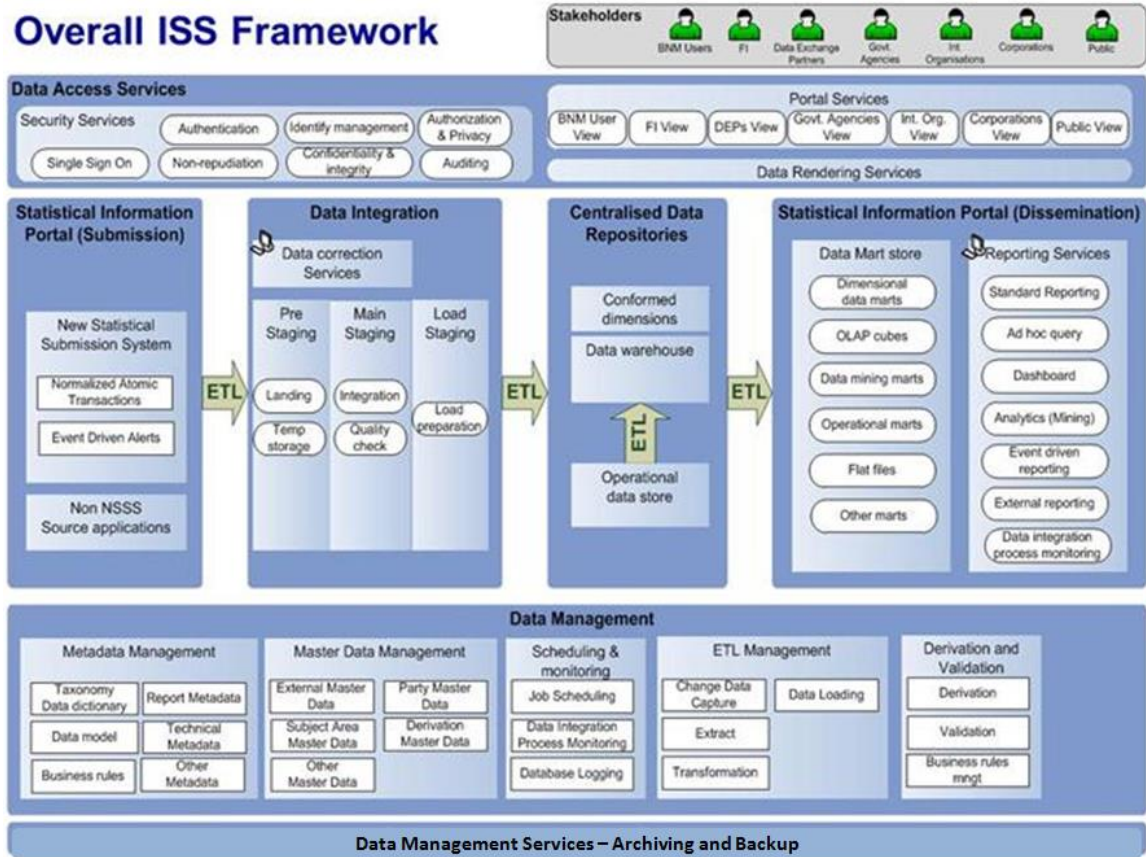 Overall ISS Framework
Stakeholders
BNM Users
FI
Data Exchange
Partners
Govt.
Agencies
Int
Organisations
Corporations
Public
Data Access Services
Security Services
Authentication
Identify management
Authorization
& Privacy
Single Sign On
Non-repudiation
Confidentiality &
integrity
Auditing
Portal Services
BNM User
View
FI View
DEPs View
Govt. Agencies
View
Int. Org.
View
Corporations
View
Public View
Data Rendering Services
Statistical Information
Portal (Submission)
New Statistical
Submission System
Normalized Atomic
Transactions
Event Driven Alerts
Non NSSS
Source applications
ETL
Data Integration
Data correction
Services
Pre
Staging
Landing
Temp
storage
Main
Staging
Integration
Quality
check
Load
Staging
Load
preparation
ETL
Centralised Data
Repositories
Conformed
dimensions
Data warehouse
ETL
Operational
data store
ETL
Statistical Information Portal (Dissemination)
Data Mart store
Dimensional
data marts
OLAP cubes
Data mining marts
Operational marts
Flat files
Other marts
Reporting Services
Standard Reporting
Ad hoc query
Dashboard
Analytics (Mining)
Event driven
reporting
External reporting
Data integration
process monitoring
Data Management
Metadata Management
Taxonomy
Data dictionary
Report Metadata
Data model
Technical
Metadata
Business rules
Other
Metadata
Master Data Management
External Master
Data
Party Master
Data
Subject Area
Master Data
Derivation
Master Data
Other
Master Data
Scheduling &
monitoring
Job Scheduling
Data Integration
Process Monitoring
Database Logging
ETL Management
Change Data
Capture
Data Loading
Extract
Transformation
Derivation and
Validation
Derivation
Validation
Business rules
mngt
Data Management Services – Archiving and Backup